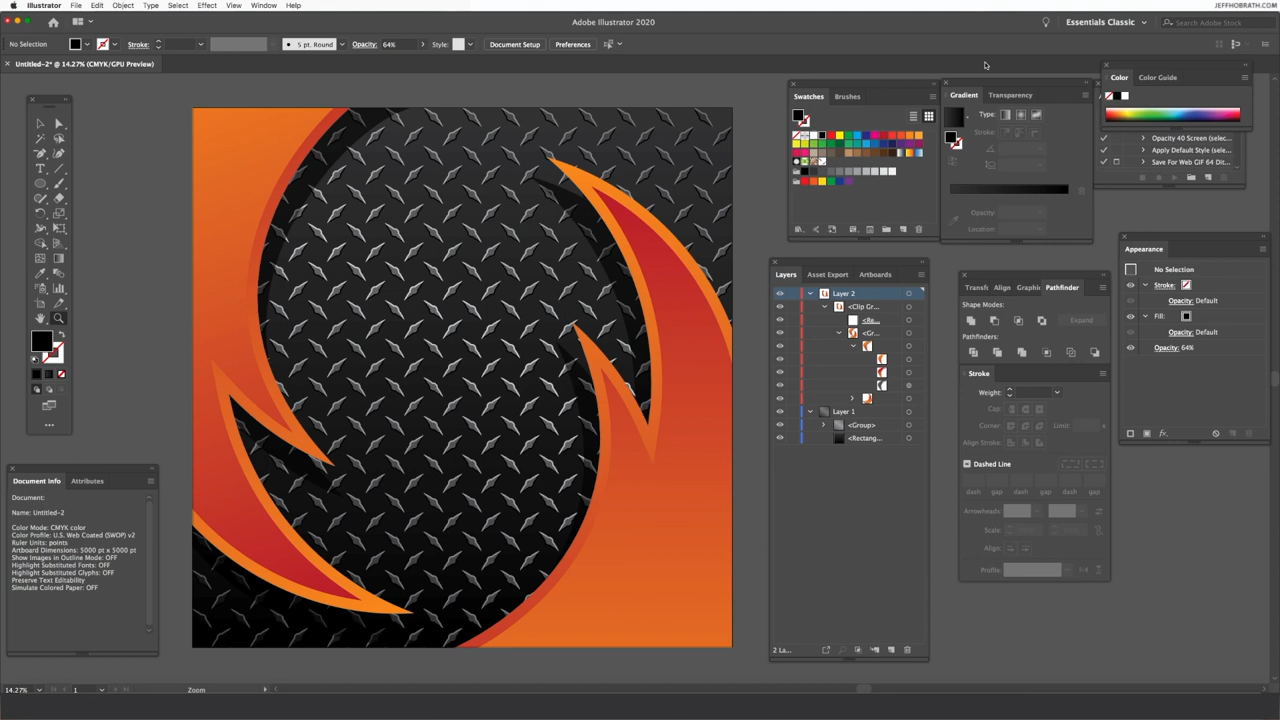 Illustrator File Edit Object Type Select Effect View Window Help
JEFFHOBRATH.COM
Adobe Illustrator 2020
Essentials Classic
Search Adobe Stock
No Selection
Stroke:
5 pt. Round
Opacity: 64%
Style:
Document Setup
Preferences
Untitled-2* @ 14.27% (CMYK/GPU Preview)
Swatches Brushes
Gradient Transparency
Type:
Stroke:
Opacity:
Location:
Color Color Guide
Opacity 40 Screen (selec...
Apply Default Style (selec...
Save For Web GIF 64 Dit...
Layers Asset Export Artboards
Layer 2
<Clip Gr...
<Re...
<Gr...
Layer 1
<Group>
<Rectang...
2 La...
Transfo Align Graphic Pathfinder
Shape Modes:
Expand
Pathfinders:
Stroke
Weight:
Cap:
Corner:
Limit:
Align Stroke:
Dashed Line
dash gap dash gap dash gap
Arrowheads:
Scale:
Align:
Profile:
Appearance
No Selection
Stroke:
Opacity: Default
Fill:
Opacity: Default
Opacity: 64%
Document Info Attributes
Document:
Name: Untitled-2
Color Mode: CMYK color
Color Profile: U.S. Web Coated (SWOP) v2
Ruler Units: points
Artboard Dimensions: 5000 pt x 5000 pt
Show Images in Outline Mode: OFF
Highlight Substituted Fonts: OFF
Highlight Substituted Glyphs: OFF
Preserve Text Editability
Simulate Colored Paper: OFF
14.27%
1
Zoom